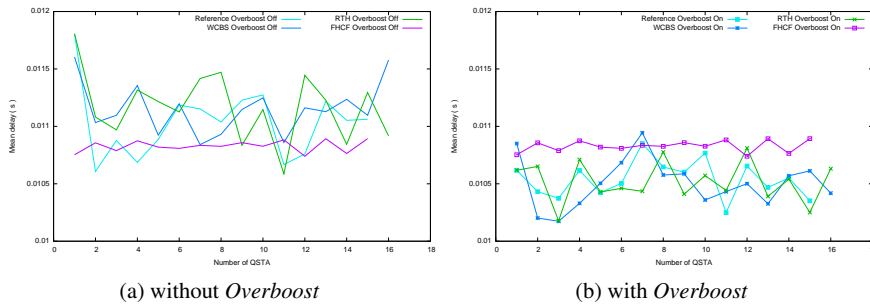 0.012
0.0115
0.011
0.0105
0.01
Mean delay ( s )
0 2 4 6 8 10 12 14 16 18
Number of QSTA
Reference Overboost Off
WCBS Overboost Off
RTH Overboost Off
FHCF Overboost Off
(a) without Overboost
0.012
0.0115
0.011
0.0105
0.01
Mean delay ( s )
0 2 4 6 8 10 12 14 16
Number of QSTA
Reference Overboost On
WCBS Overboost On
RTH Overboost On
FHCF Overboost On
(b) with Overboost